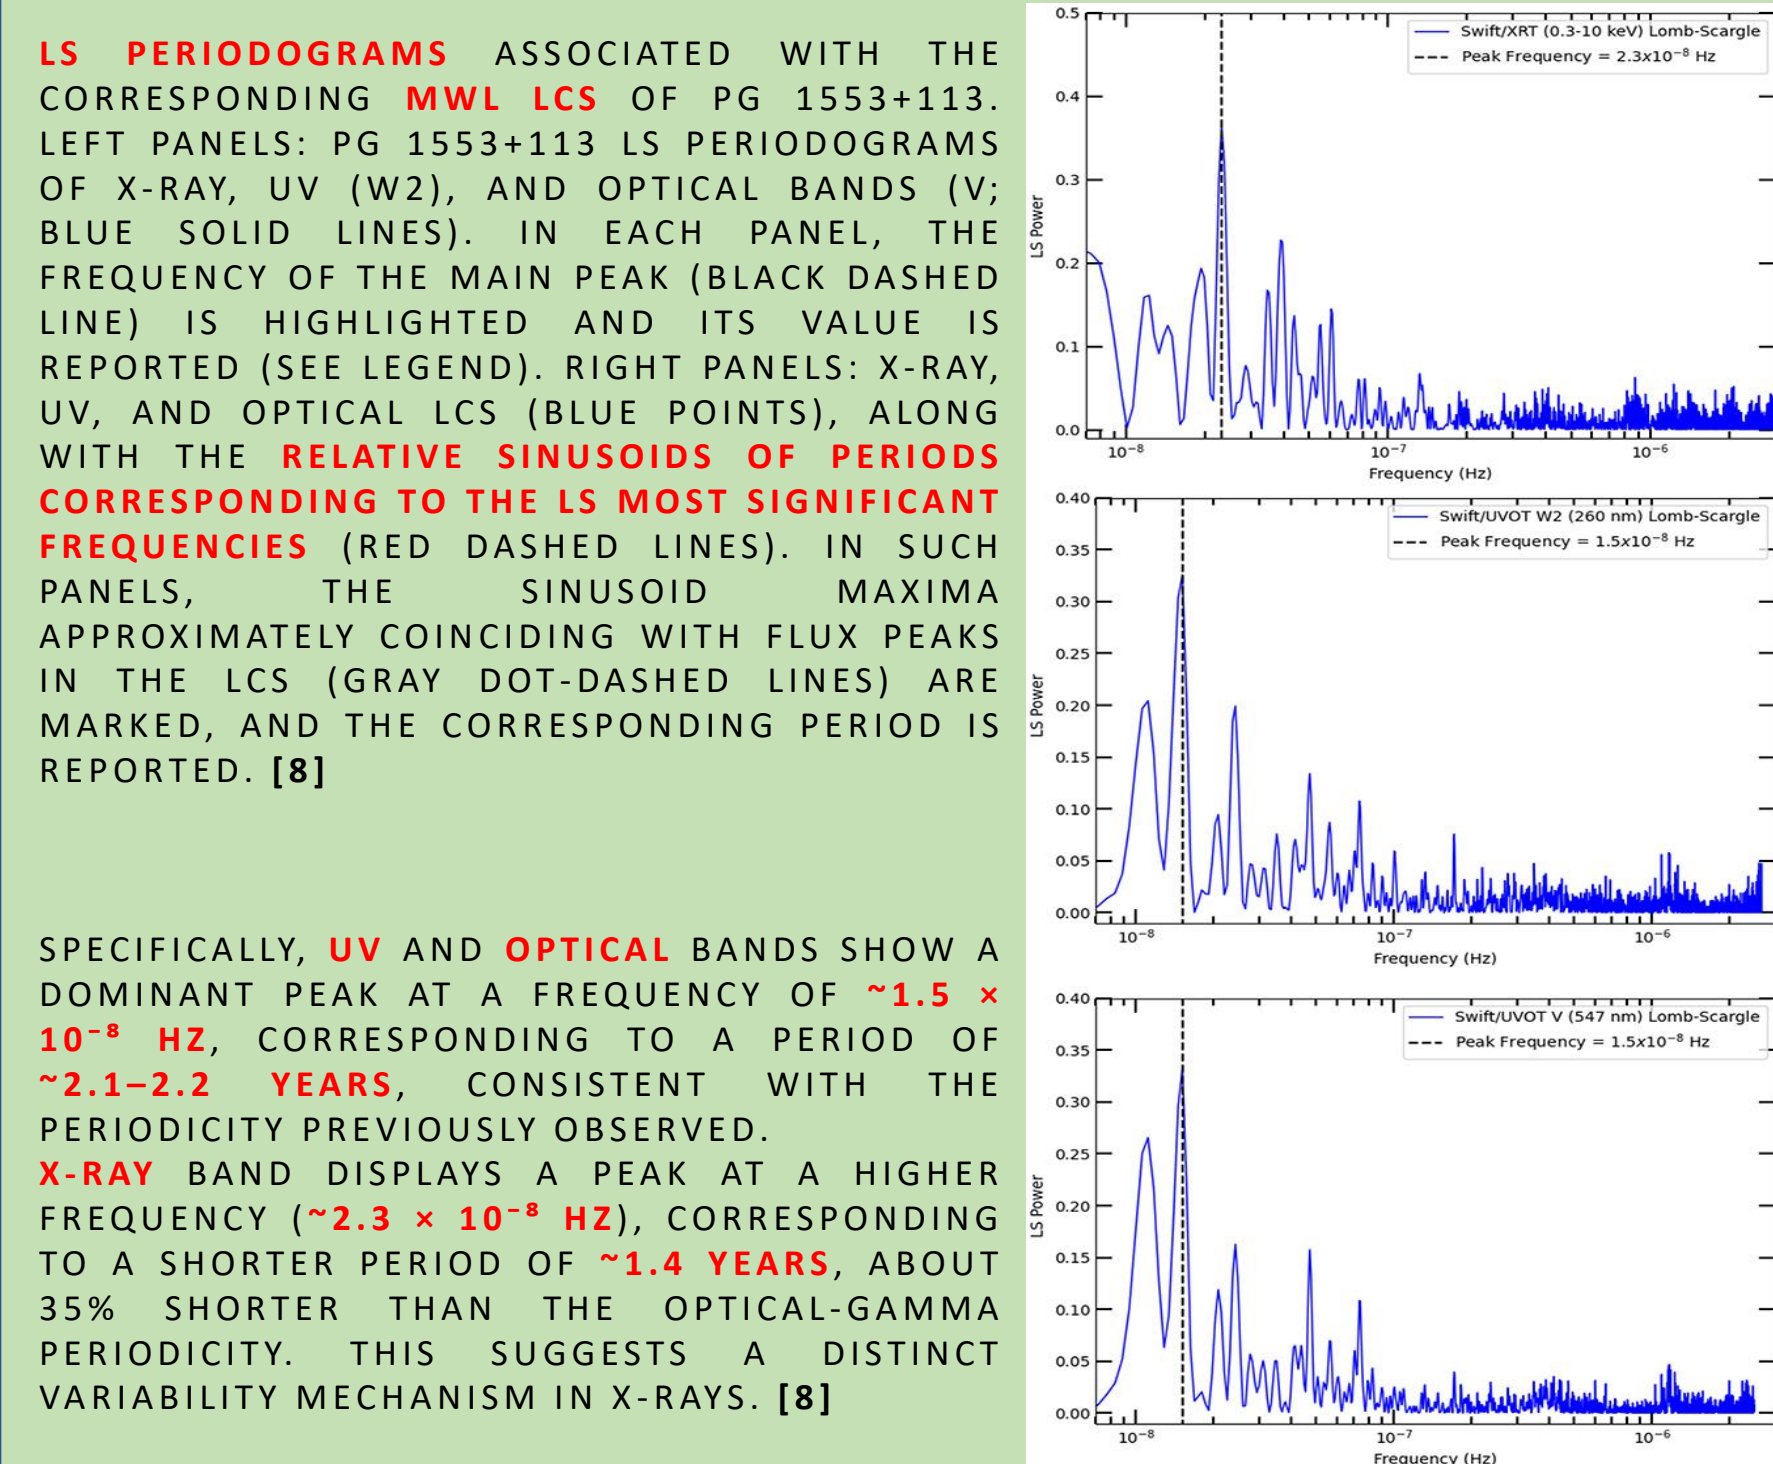 LS PERIODOGRAMS ASSOCIATED WITH THE
CORRESPONDING MWL LCS OF PG 1553+113.
LEFT PANELS: PG 1553+113 LS PERIODOGRAMS
OF X-RAY, UV (W2), AND OPTICAL BANDS (V;
BLUE SOLID LINES). IN EACH PANEL, THE
FREQUENCY OF THE MAIN PEAK (BLACK DASHED
LINE) IS HIGHLIGHTED AND ITS VALUE IS
REPORTED (SEE LEGEND). RIGHT PANELS: X-RAY,
UV, AND OPTICAL LCS (BLUE POINTS), ALONG
WITH THE RELATIVE SINUSOIDS OF PERIODS
CORRESPONDING TO THE LS MOST SIGNIFICANT
FREQUENCIES (RED DASHED LINES). IN SUCH
PANELS, THE SINUSOID MAXIMA
APPROXIMATELY COINCIDING WITH FLUX PEAKS
IN THE LCS (GRAY DOT-DASHED LINES) ARE
MARKED, AND THE CORRESPONDING PERIOD IS
REPORTED. [8]
SPECIFICALLY, UV AND OPTICAL BANDS SHOW A
DOMINANT PEAK AT A FREQUENCY OF ~1.5 ×
10⁻⁸ HZ, CORRESPONDING TO A PERIOD OF
~2.1–2.2 YEARS, CONSISTENT WITH THE
PERIODICITY PREVIOUSLY OBSERVED.
X-RAY BAND DISPLAYS A PEAK AT A HIGHER
FREQUENCY (~2.3 × 10⁻⁸ HZ), CORRESPONDING
TO A SHORTER PERIOD OF ~1.4 YEARS, ABOUT
35% SHORTER THAN THE OPTICAL-GAMMA
PERIODICITY. THIS SUGGESTS A DISTINCT
VARIABILITY MECHANISM IN X-RAYS. [8]
Swift/XRT (0.3-10 keV) Lomb-Scargle
Peak Frequency = 2.3x10⁻⁸ Hz
LS Power
0.5
0.4
0.3
0.2
0.1
0.0
10⁻⁸ 10⁻⁷ 10⁻⁶
Frequency (Hz)
Swift/UVOT W2 (260 nm) Lomb-Scargle
Peak Frequency = 1.5x10⁻⁸ Hz
LS Power
0.40
0.35
0.30
0.25
0.20
0.15
0.10
0.05
0.00
10⁻⁸ 10⁻⁷ 10⁻⁶
Frequency (Hz)
Swift/UVOT V (547 nm) Lomb-Scargle
Peak Frequency = 1.5x10⁻⁸ Hz
LS Power
0.40
0.35
0.30
0.25
0.20
0.15
0.10
0.05
0.00
10⁻⁸ 10⁻⁷ 10⁻⁶
Frequency (Hz)